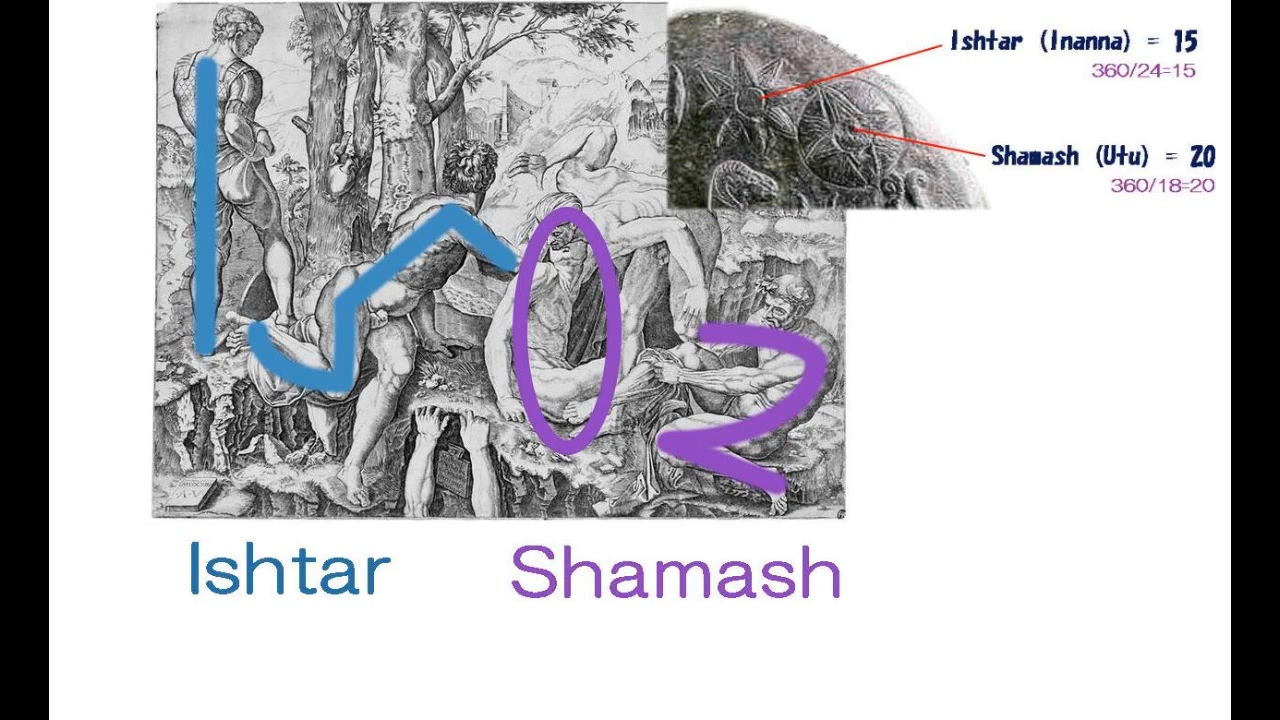 Ishtar (Inanna) = 15
360/24=15
Shamash (Utu) = 20
360/18=20
Ishtar
Shamash